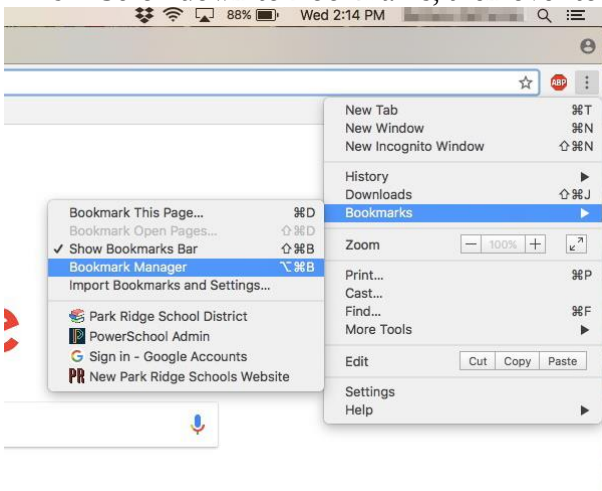 88% Wed 2:14 PM
ABP
New Tab ⌘T
New Window ⌘N
New Incognito Window ⇧⌘N
History
Downloads ⇧⌘J
Bookmarks
Zoom — 100% +
Print... ⌘P
Cast...
Find... ⌘F
More Tools
Edit Cut Copy Paste
Settings
Help
Bookmark This Page... ⌘D
Bookmark Open Pages... ⇧⌘D
✓ Show Bookmarks Bar ⇧⌘B
Bookmark Manager ⌥⌘B
Import Bookmarks and Settings...
Park Ridge School District
PowerSchool Admin
G Sign in - Google Accounts
PR New Park Ridge Schools Website